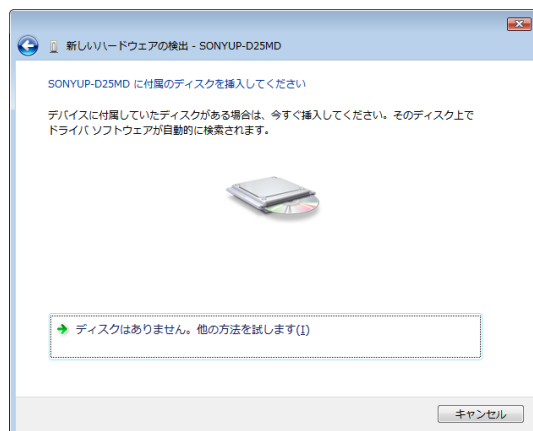 新しいハードウェアの検出 - SONYUP-D25MD
SONYUP-D25MD に付属のディスクを挿入してください
デバイスに付属していたディスクがある場合は、今すぐ挿入してください。そのディスク上で
ドライバ ソフトウェアが自動的に検索されます。
ディスクはありません。他の方法を試します(I)
キャンセル